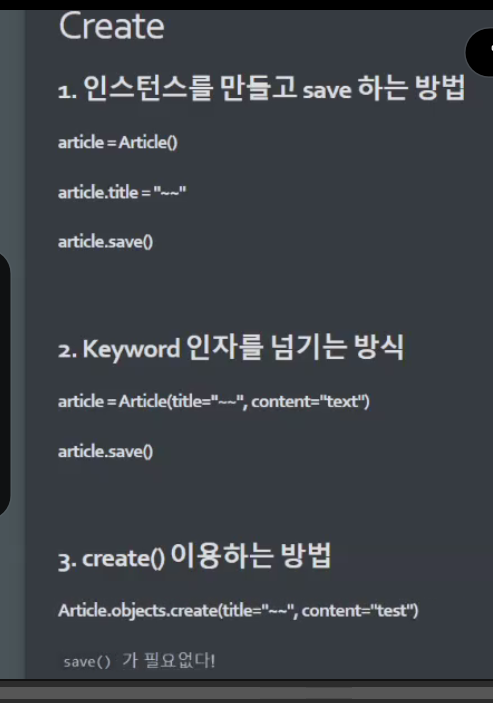 Create
1. 인스턴스를 만들고 save 하는 방법
article = Article()
article.title = "~~"
article.save()
2. Keyword 인자를 넘기는 방식
article = Article(title="~~", content="text")
article.save()
3. create() 이용하는 방법
Article.objects.create(title="~~", content="test")
save() 가 필요없다!